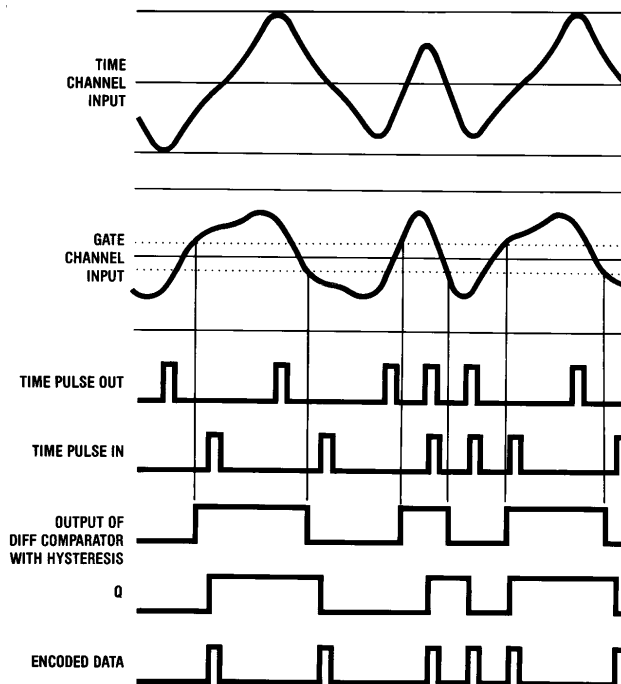 TIME
CHANNEL
INPUT
GATE
CHANNEL
INPUT
TIME PULSE OUT
TIME PULSE IN
OUTPUT OF
DIFF COMPARATOR
WITH HYSTERESIS
Q
ENCODED DATA